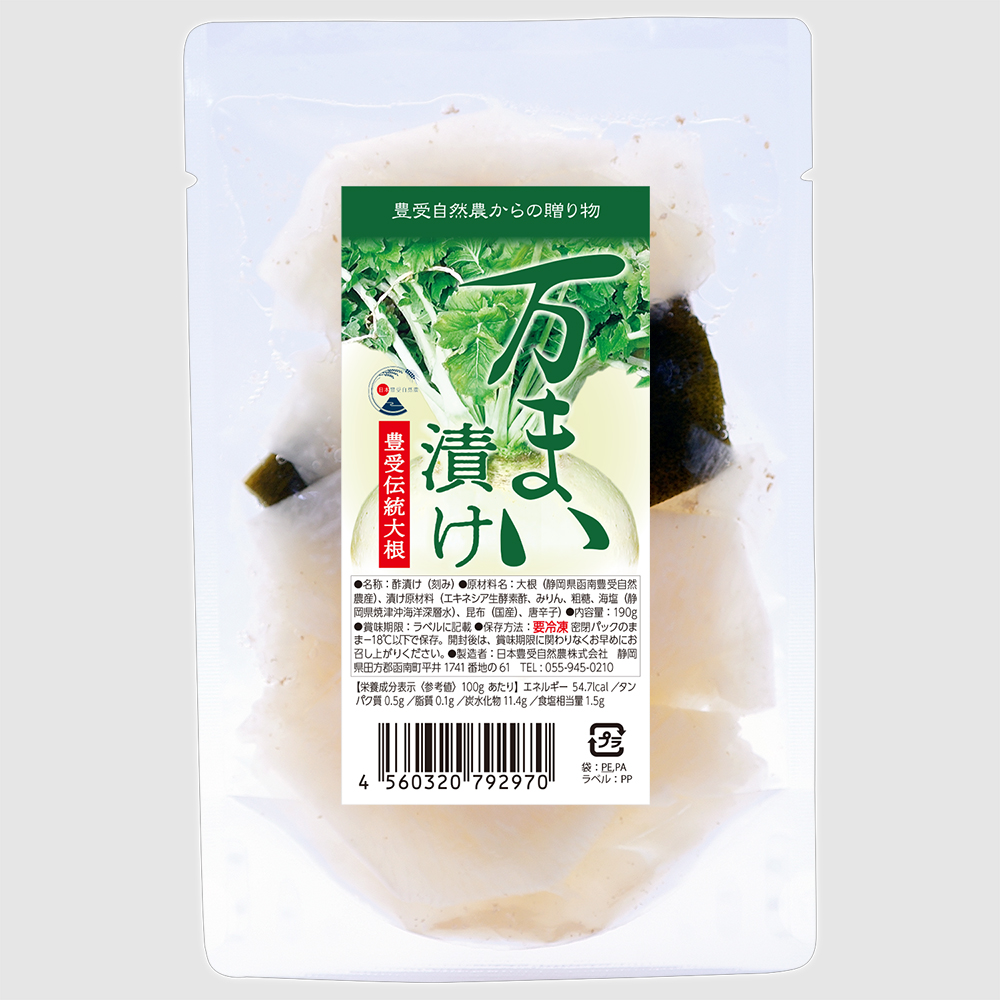 豊受自然農からの贈り物
万まい
漬け
日本豊受自然農
豊受伝統大根
●名称：酢漬け（刻み）●原材料名：大根（静岡県函南豊受自然
農産）、漬け原材料（エキネシア生酵素酢、みりん、粗糖、海塩（静
岡県焼津沖海洋深層水）、昆布（国産）、唐辛子）●内容量：190g
●賞味期限：ラベルに記載 ●保存方法：要冷凍 密閉パックのま
ま−18℃以下で保存。開封後は、賞味期限に関わりなくお早めにお
召し上がりください。●製造者：日本豊受自然農株式会社　静岡
県田方郡函南町平井 1741 番地の 61　TEL：055-945-0210
【栄養成分表示（参考値）100g あたり】エネルギー 54.7lcal ／タン
パク質 0.5g ／脂質 0.1g ／炭水化物 11.4g ／食塩相当量 1.5g
4 560320 792970
プラ
袋：PE,PA
ラベル：PP